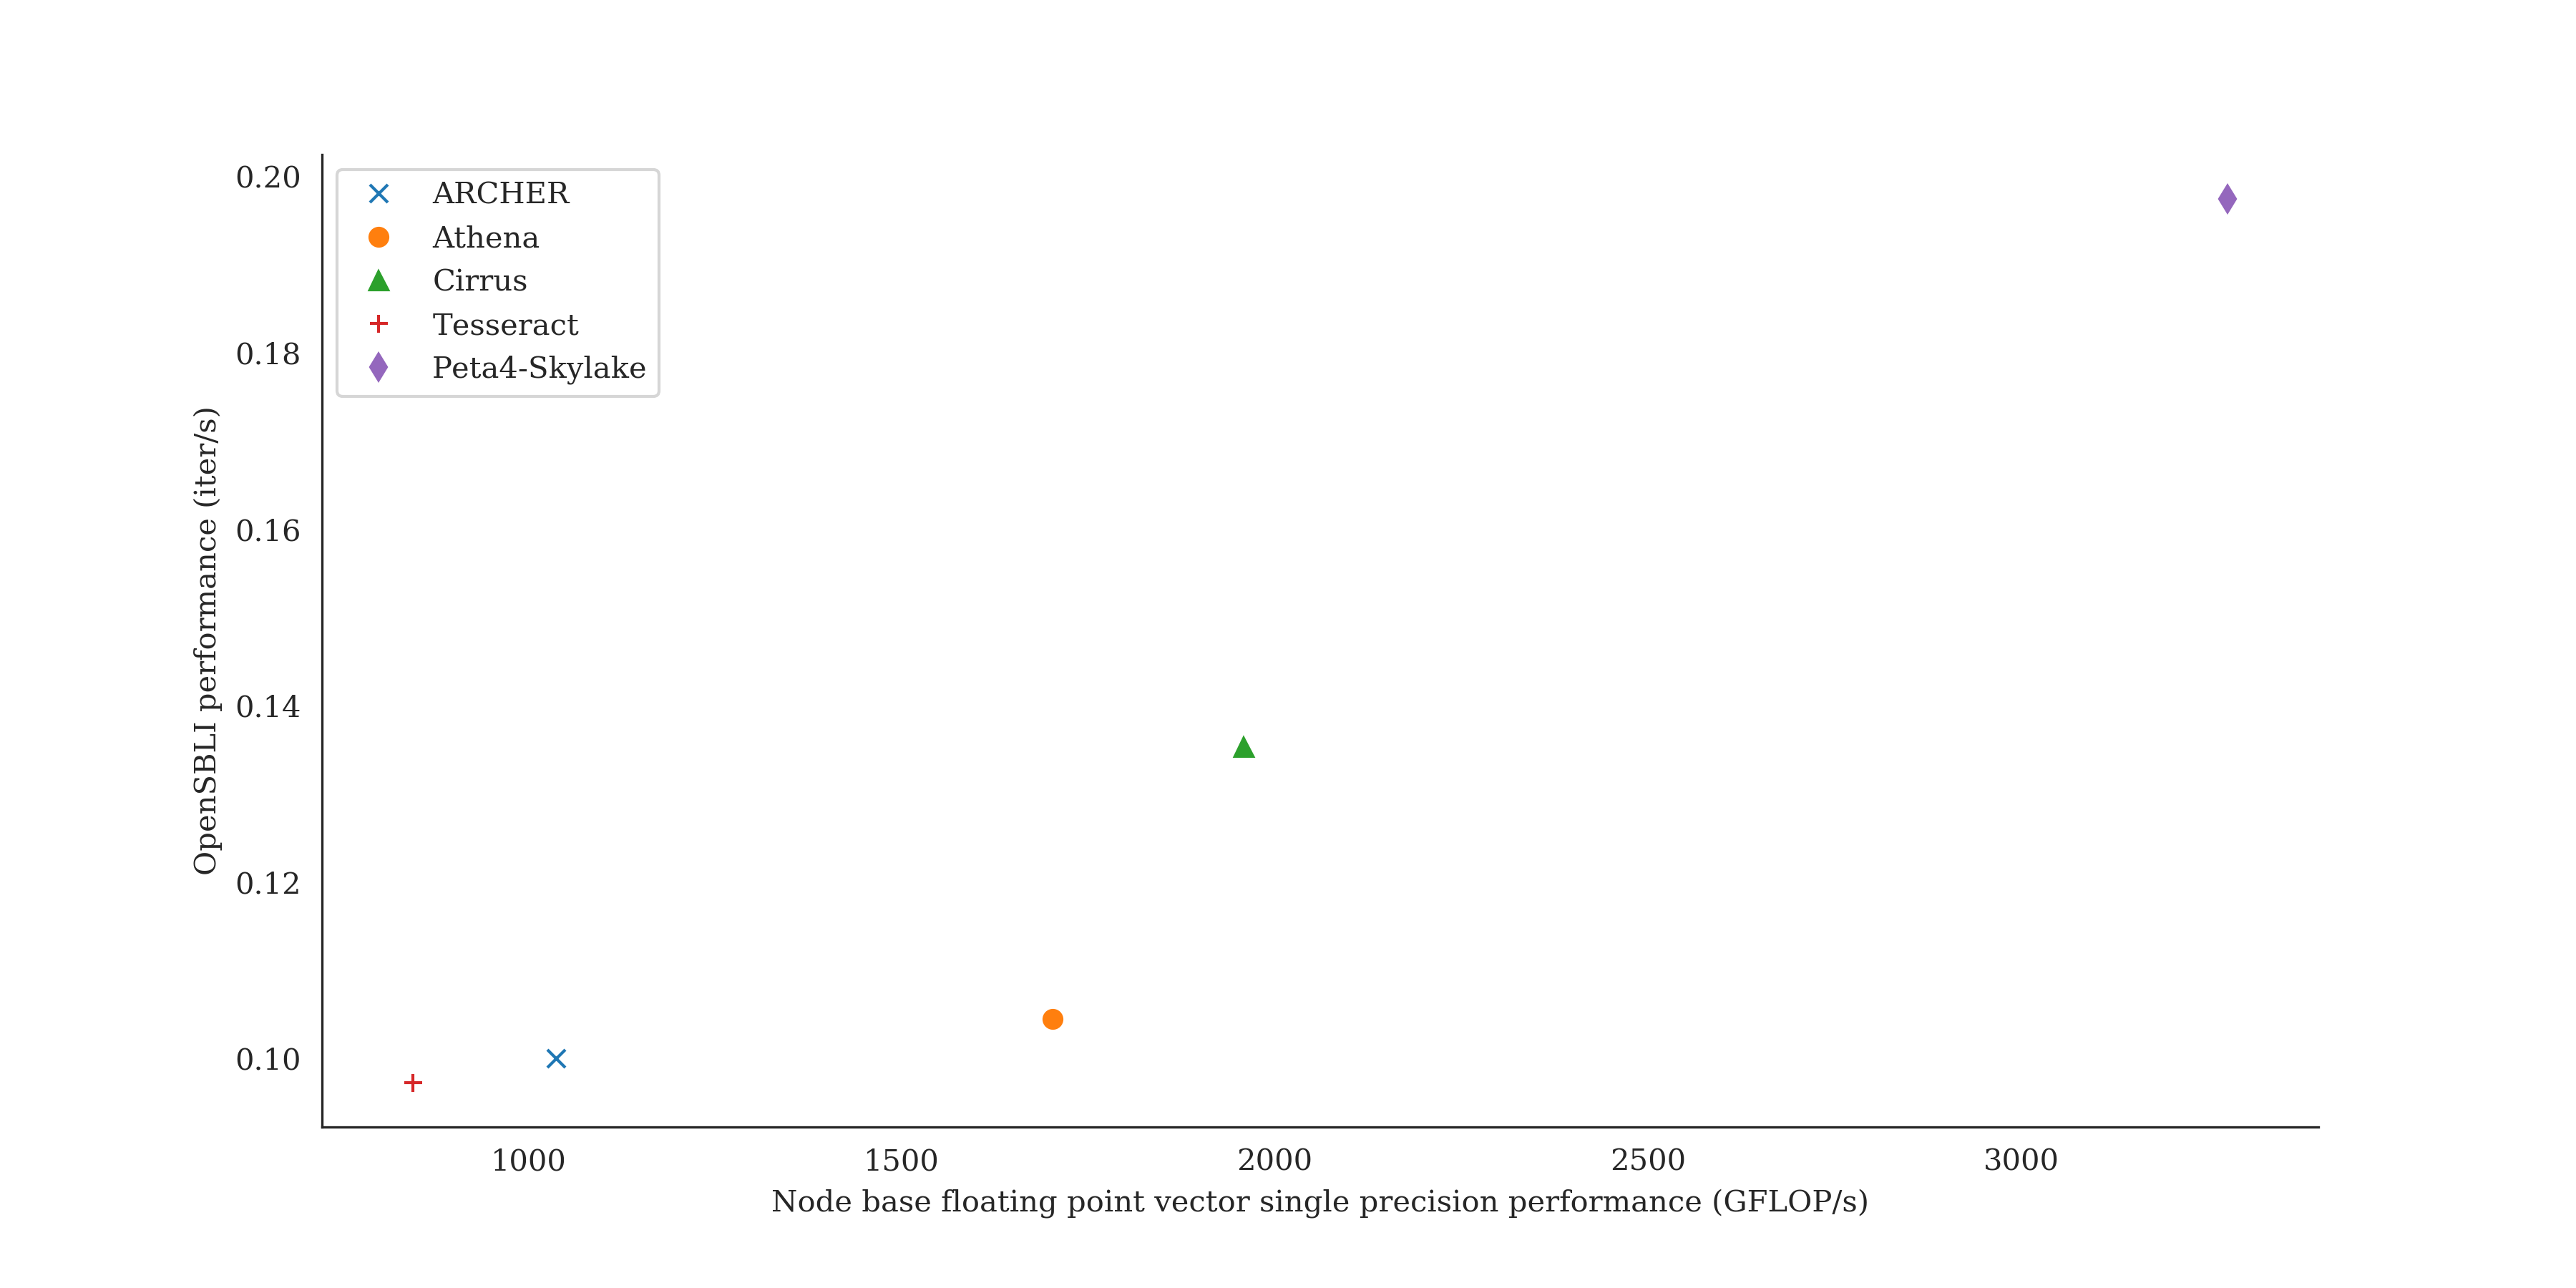 0.20
0.18
0.16
0.14
0.12
0.10
OpenSBLI performance (iter/s)
ARCHER
Athena
Cirrus
Tesseract
Peta4-Skylake
1000 1500 2000 2500 3000
Node base floating point vector single precision performance (GFLOP/s)